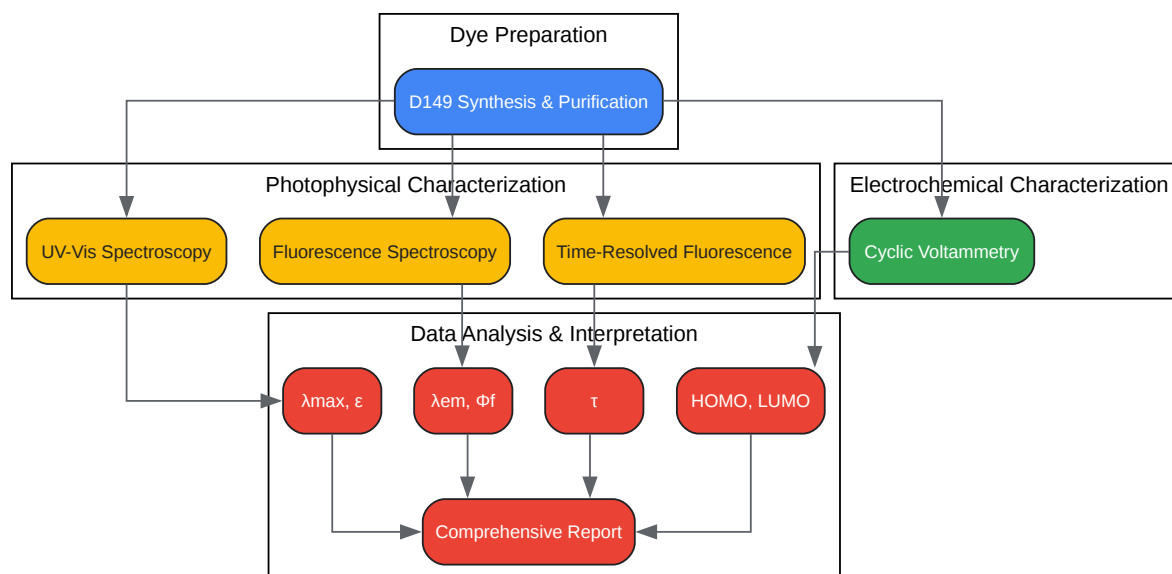 Dye Preparation
D149 Synthesis & Purification
Photophysical Characterization
Electrochemical Characterization
UV-Vis Spectroscopy
Fluorescence Spectroscopy
Time-Resolved Fluorescence
Cyclic Voltammetry
Data Analysis & Interpretation
λmax, ε
λem, Φf
τ
HOMO, LUMO
Comprehensive Report